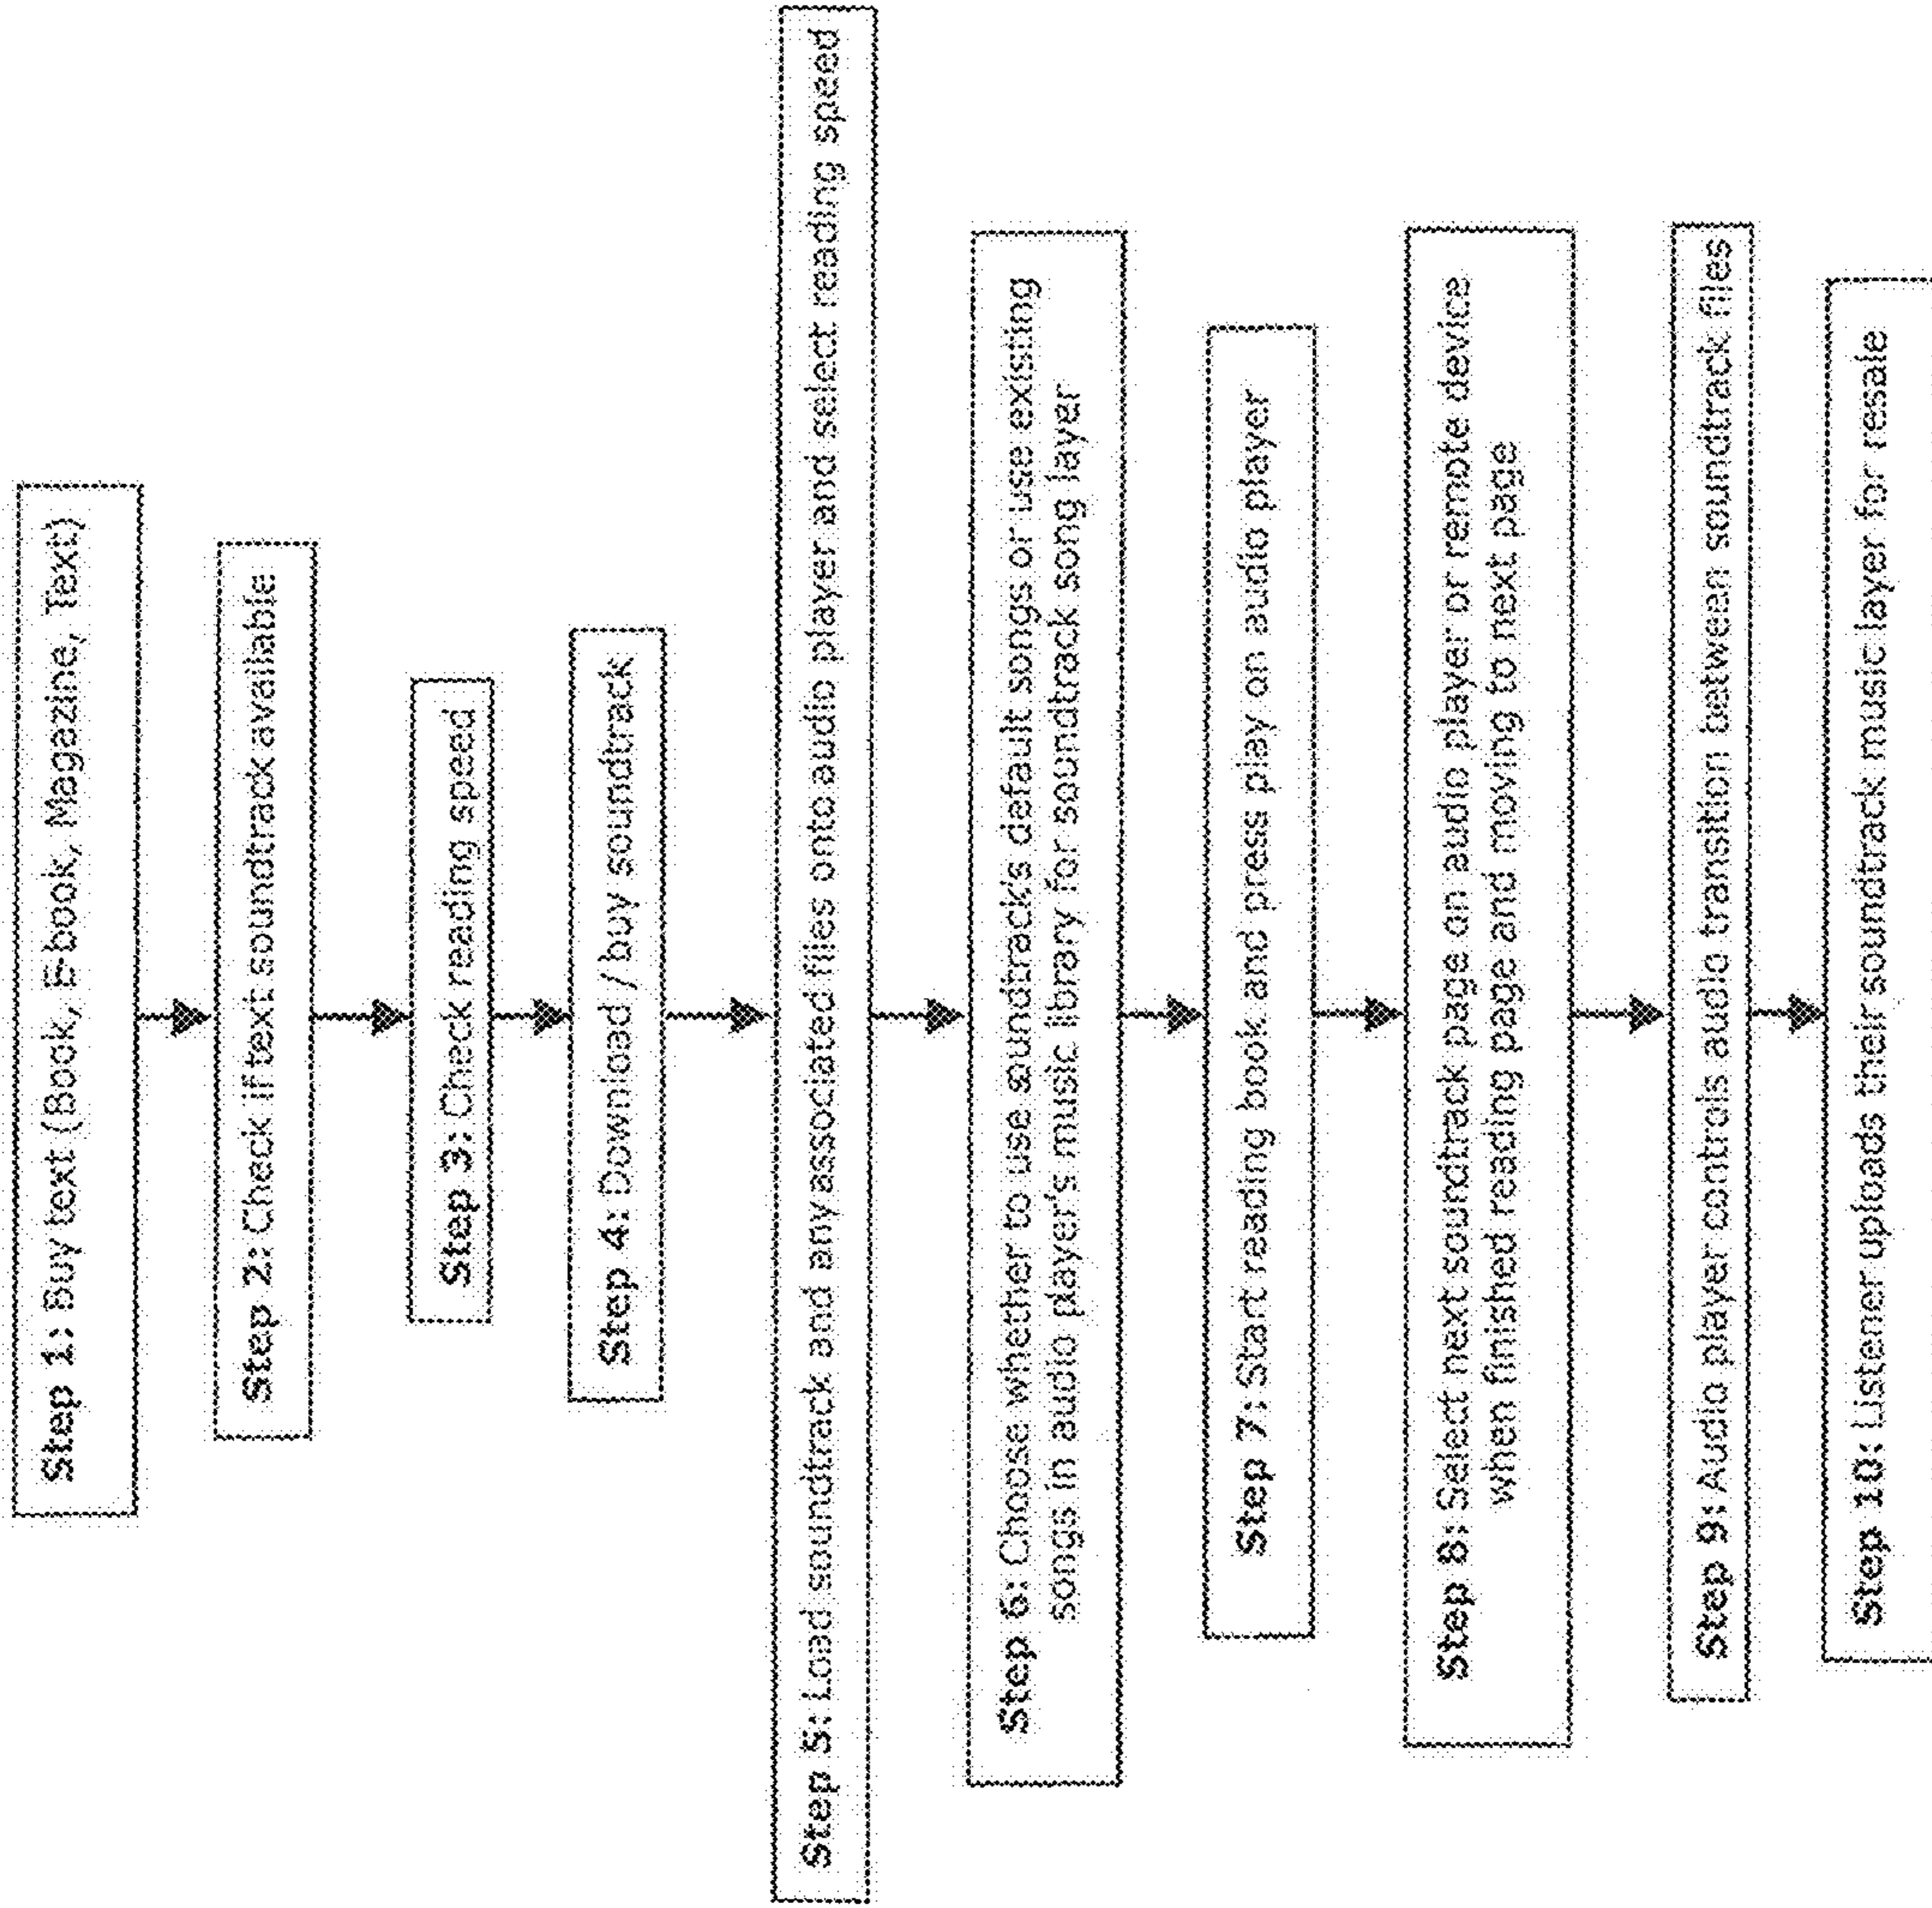 Step 1: Buy text (Book, E-book, Magazine, Text)
Step 2: Check if text soundtrack available
Step 3: Check reading speed
Step 4: Download / buy soundtrack
Step 5: Load soundtrack and any associated files onto audio player and select reading speed
Step 6: Choose whether to use soundtracks default songs or use existing
songs in audio player's music library for soundtrack song layer
Step 7: Start reading book and press play on audio player
Step 8: Select next soundtrack page on audio player or remote device
when finished reading page and moving to next page
Step 9: Audio player controls audio transition between soundtrack files
Step 10: Listener uploads their soundtrack music layer for resale